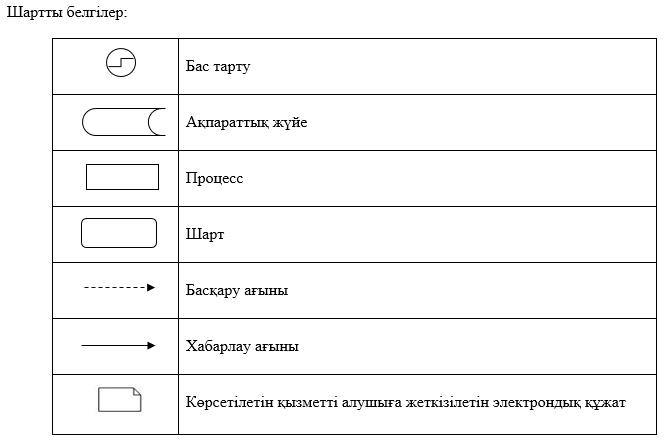 Шартты белгілер:
Бас тарту
Ақпараттық жүйе
Процесс
Шарт
Басқару ағыны
Хабарлау ағыны
Көрсетілетін қызметті алушыға жеткізілетін электрондық құжат